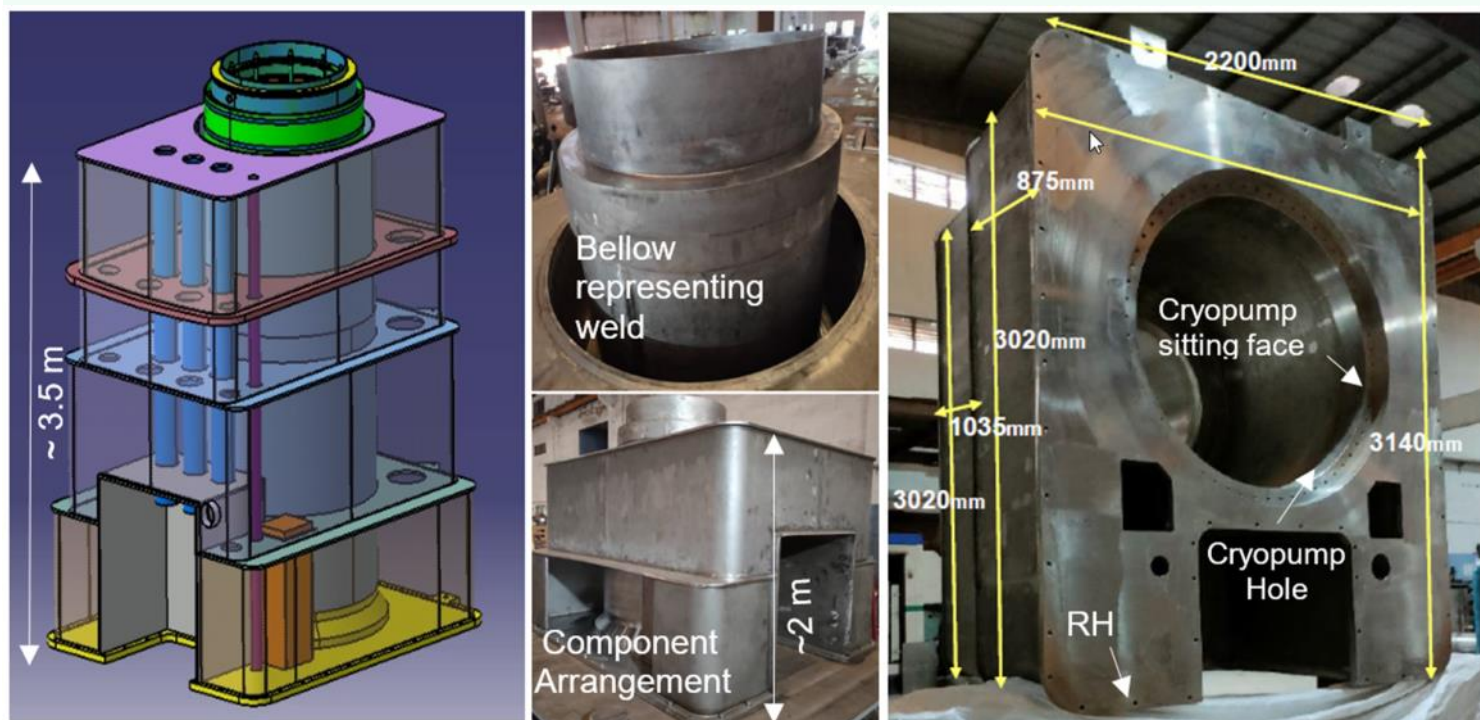 ~ 3.5 m
Bellow
representing
weld
Component
Arrangement
~2 m
2200mm
875mm
3020mm
1035mm
3020mm
3140mm
Cryopump
sitting face
Cryopump
Hole
RH